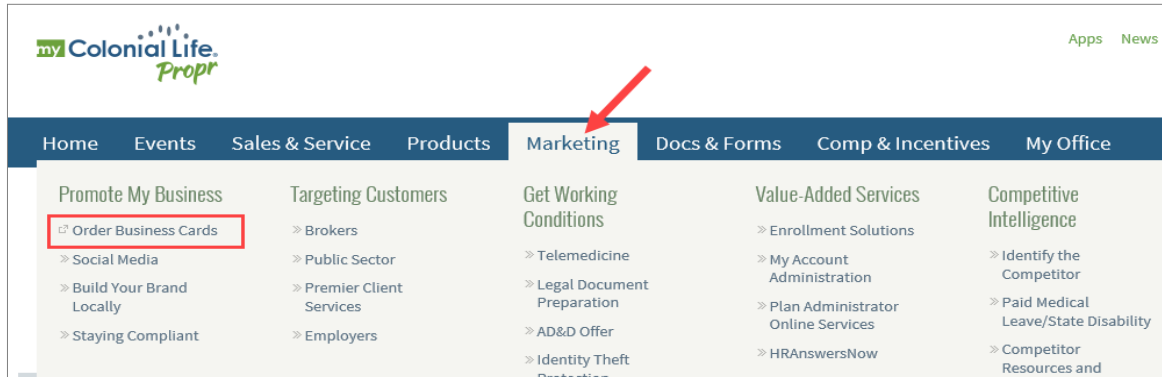 my Colonial Life.
Propr
Apps News
Home Events Sales & Service Products Marketing Docs & Forms Comp & Incentives My Office
Promote My Business
Order Business Cards
Social Media
Build Your Brand
Locally
Staying Compliant
Targeting Customers
Brokers
Public Sector
Premier Client
Services
Employers
Get Working
Conditions
Telemedicine
Legal Document
Preparation
AD&D Offer
Identity Theft
Protection
Value-Added Services
Enrollment Solutions
My Account
Administration
Plan Administrator
Online Services
HRAnswersNow
Competitive
Intelligence
Identify the
Competitor
Paid Medical
Leave/State Disability
Competitor
Resources and